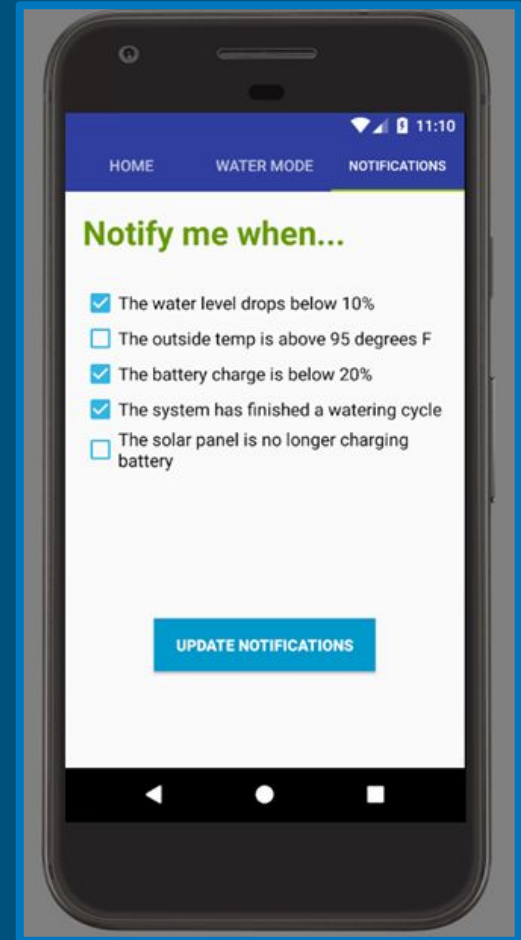 11:10
HOME WATER MODE NOTIFICATIONS
Notify me when...
The water level drops below 10%
The outside temp is above 95 degrees F
The battery charge is below 20%
The system has finished a watering cycle
The solar panel is no longer charging
battery
UPDATE NOTIFICATIONS